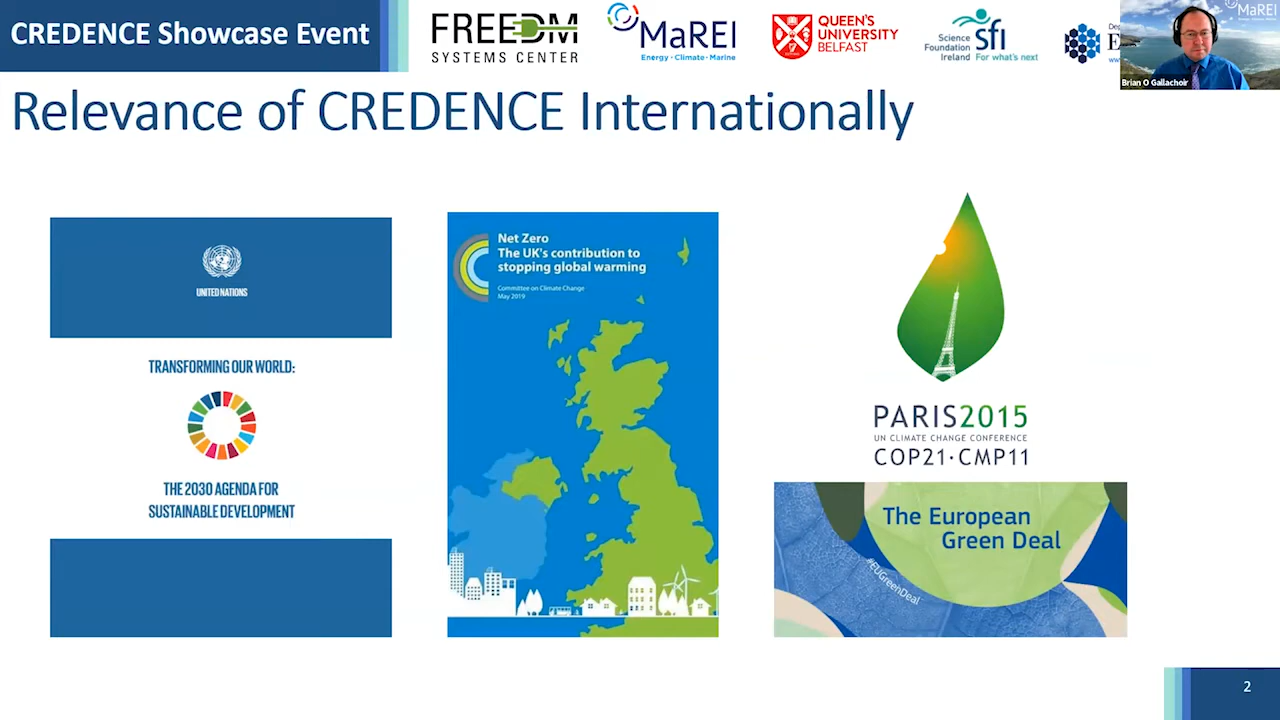 CREDENCE Showcase Event
FREEDM
SYSTEMS CENTER
MaREI
Energy • Climate • Marine
QUEEN'S
UNIVERSITY
BELFAST
Science
Foundation
Ireland
sfi
For what's next
MaREI
Brian O Gallachoir
Relevance of CREDENCE Internationally
UNITED NATIONS
TRANSFORMING OUR WORLD:
THE 2030 AGENDA FOR
SUSTAINABLE DEVELOPMENT
Net Zero
The UK's contribution to
stopping global warming
Committee on Climate Change
May 2019
PARIS2015
UN CLIMATE CHANGE CONFERENCE
COP21·CMP11
The European
Green Deal
#EUGreenDeal
2